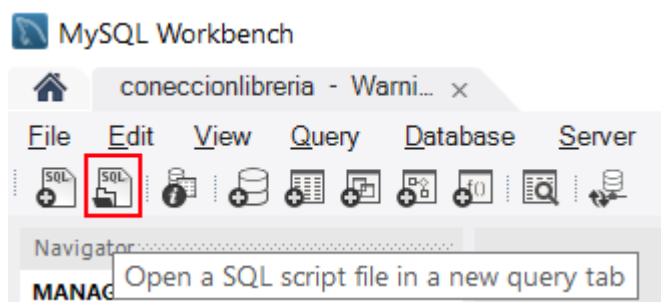 MySQL Workbench
coneccionlibreria - Warni... ×
File Edit View Query Database Server
SQL SQL f()
Navigator
MANAG
Open a SQL script file in a new query tab